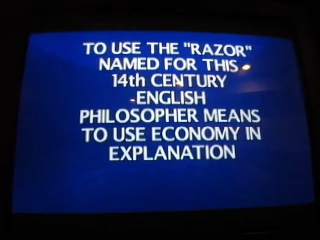 TO USE THE "RAZOR"
NAMED FOR THIS
14th CENTURY
ENGLISH
PHILOSOPHER MEANS
TO USE ECONOMY IN
EXPLANATION